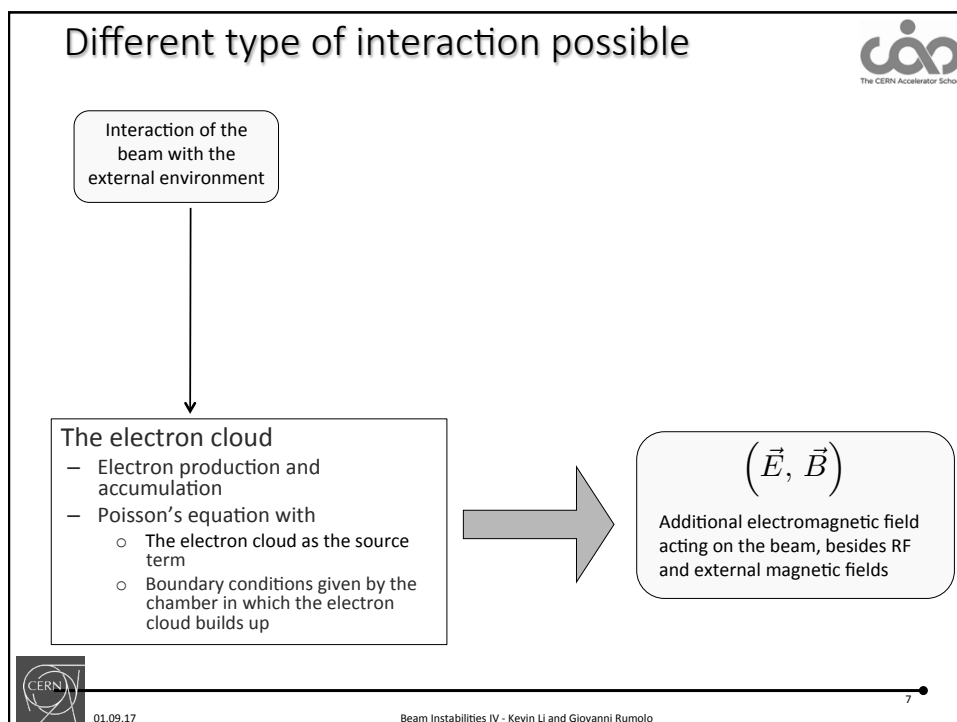 Different type of interaction possible
cas
The CERN Accelerator School
Interaction of the
beam with the
external environment
The electron cloud
– Electron production and
accumulation
– Poisson's equation with
○ The electron cloud as the source
term
○ Boundary conditions given by the
chamber in which the electron
cloud builds up
(E⃗, B⃗)
Additional electromagnetic field
acting on the beam, besides RF
and external magnetic fields
CERN
7
01.09.17
Beam Instabilities IV - Kevin Li and Giovanni Rumolo